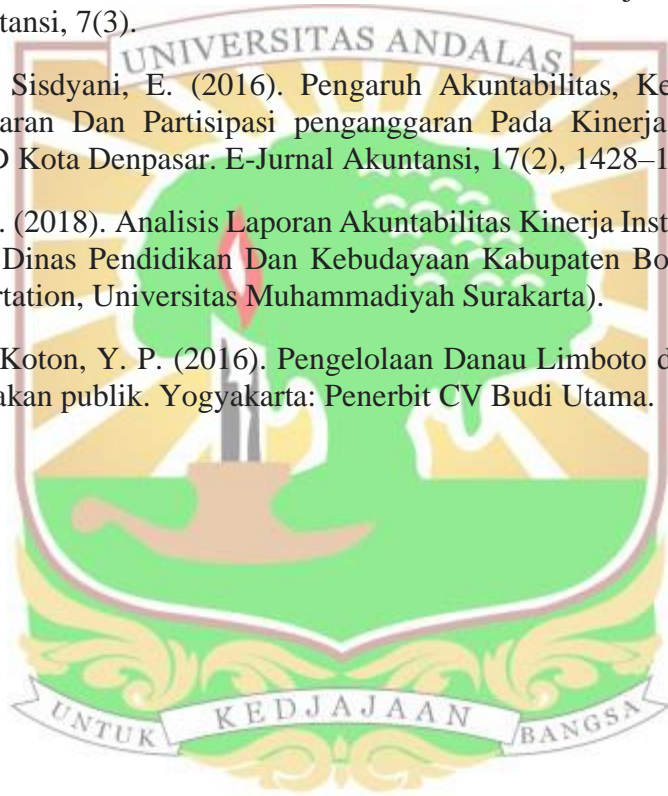 tansi, 7(3).
UNIVERSITAS ANDALAS
Sisdyani, E. (2016). Pengaruh Akuntabilitas, Ke
aran Dan Partisipasi penganggaran Pada Kinerja
D Kota Denpasar. E-Jurnal Akuntansi, 17(2), 1428–1
. (2018). Analisis Laporan Akuntabilitas Kinerja Inst
Dinas Pendidikan Dan Kebudayaan Kabupaten Bo
rtation, Universitas Muhammadiyah Surakarta).
Koton, Y. P. (2016). Pengelolaan Danau Limboto d
akan publik. Yogyakarta: Penerbit CV Budi Utama.
UNTUK KEDJAJAAN BANGSA